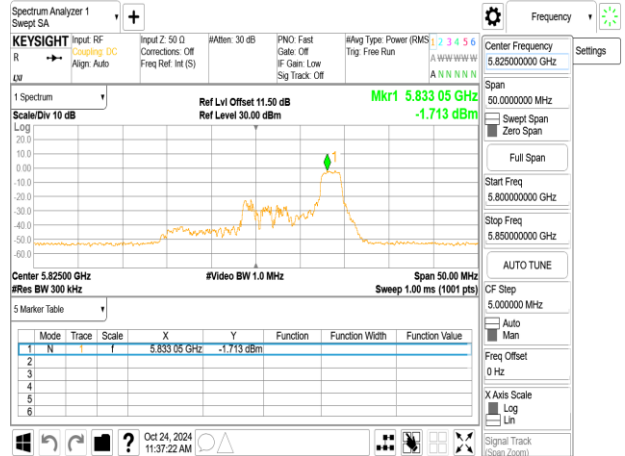 Spectrum Analyzer 1
Swept SA
+
Frequency
KEYSIGHT
R
Input: RF
Coupling: DC
Align: Auto
Input Z: 50 Ω
Corrections: Off
Freq Ref: Int (S)
#Atten: 30 dB
PNO: Fast
Gate: Off
IF Gain: Low
Sig Track: Off
#Avg Type: Power (RMS
Trig: Free Run
1 2 3 4 5 6
A W W W W W
A N N N N N
Center Frequency
5.825000000 GHz
Settings
Span
50.0000000 MHz
Swept Span
Zero Span
Full Span
Start Freq
5.800000000 GHz
Stop Freq
5.850000000 GHz
AUTO TUNE
CF Step
5.000000 MHz
Auto
Man
Freq Offset
0 Hz
X Axis Scale
Log
Lin
Signal Track
(Span Zoom)
1 Spectrum
Scale/Div 10 dB
Ref Lvl Offset 11.50 dB
Ref Level 30.00 dBm
Mkr1 5.833 05 GHz
-1.713 dBm
Log
20.0
10.0
0.00
-10.0
-20.0
-30.0
-40.0
-50.0
-60.0
1
Center 5.82500 GHz
#Res BW 300 kHz
#Video BW 1.0 MHz
Span 50.00 MHz
Sweep 1.00 ms (1001 pts)
5 Marker Table
Mode Trace Scale X Y Function Function Width Function Value
1 N 1 f 5.833 05 GHz -1.713 dBm
2
3
4
5
6
?
Oct 24, 2024
11:37:22 AM